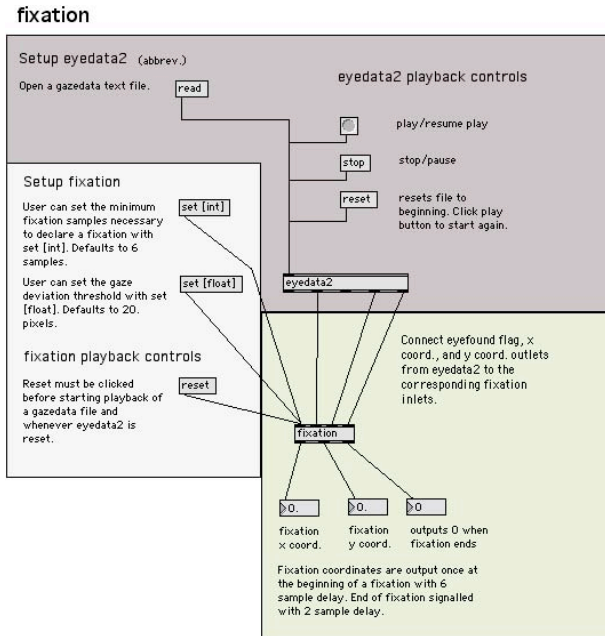 fixation
Setup eyedata2 (abbrev.)
Open a gazedata text file.
read
eyedata2 playback controls
play/resume play
stop
stop/pause
reset
resets file to
beginning. Click play
button to start again.
Setup fixation
User can set the minimum
fixation samples necessary
to declare a fixation with
set [int]. Defaults to 6
samples.
set [int]
User can set the gaze
deviation threshold with set
[float]. Defaults to 20.
pixels.
set [float]
eyedata2
fixation playback controls
Reset must be clicked
before starting playback of
a gazedata file and
whenever eyedata2 is
reset.
reset
Connect eyefound flag, x
coord., and y coord. outlets
from eyedata2 to the
corresponding fixation
inlets.
fixation
0.
0.
0
fixation
x coord.
fixation
y coord.
outputs 0 when
fixation ends
Fixation coordinates are output once at
the beginning of a fixation with 6
sample delay. End of fixation signalled
with 2 sample delay.